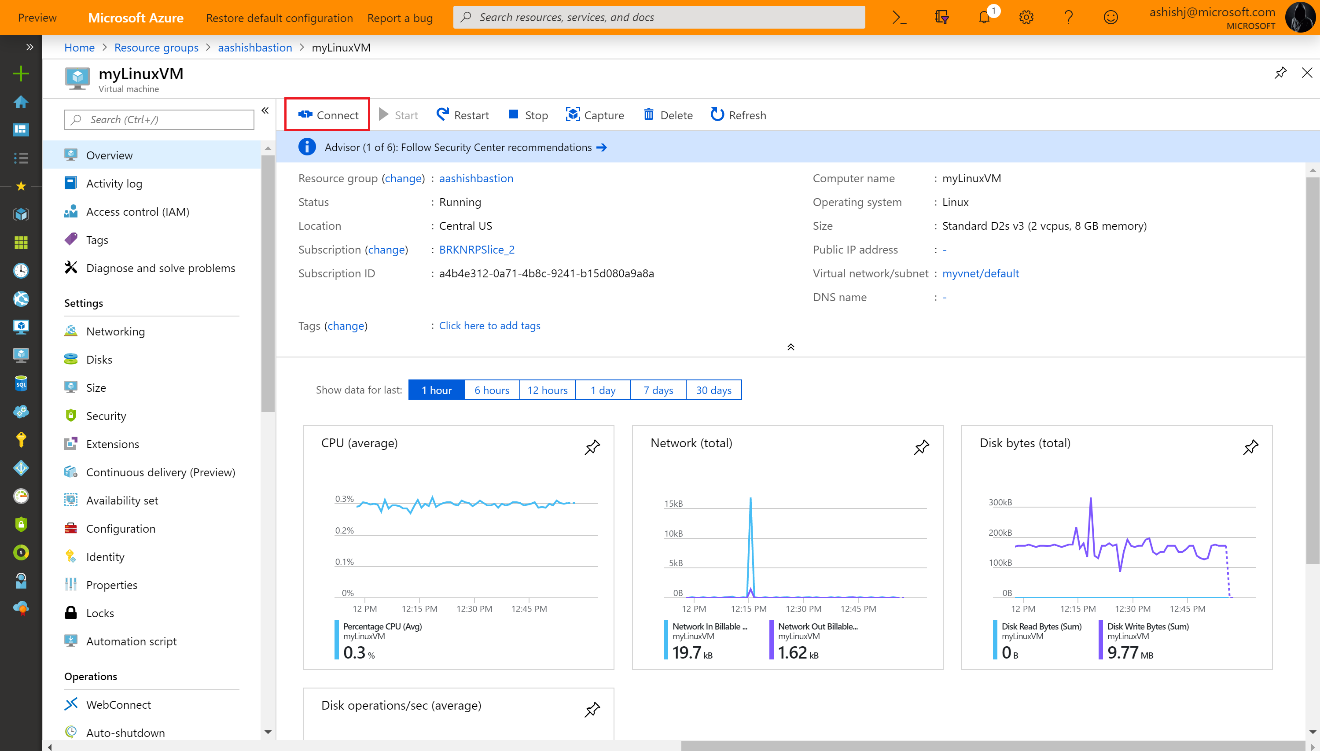 Preview Microsoft Azure Restore default configuration Report a bug Search resources, services, and docs 1 ashishj@microsoft.com
MICROSOFT
Home > Resource groups > aashishbastion > myLinuxVM
myLinuxVM
Virtual machine
Search (Ctrl+/)
Connect Start Restart Stop Capture Delete Refresh
Advisor (1 of 6): Follow Security Center recommendations →
Overview
Activity log
Access control (IAM)
Tags
Diagnose and solve problems
Settings
Networking
Disks
Size
Security
Extensions
Continuous delivery (Preview)
Availability set
Configuration
Identity
Properties
Locks
Automation script
Operations
WebConnect
Auto-shutdown
SQL
Resource group (change) : aashishbastion
Status : Running
Location : Central US
Subscription (change) : BRKNRPSlice_2
Subscription ID : a4b4e312-0a71-4b8c-9241-b15d080a9a8a
Tags (change) : Click here to add tags
Computer name : myLinuxVM
Operating system : Linux
Size : Standard D2s v3 (2 vcpus, 8 GB memory)
Public IP address : -
Virtual network/subnet : myvnet/default
DNS name : -
Show data for last: 1 hour 6 hours 12 hours 1 day 7 days 30 days
CPU (average)
0.3%
0.2%
0.1%
0%
12 PM 12:15 PM 12:30 PM 12:45 PM
Percentage CPU (Avg)
myLinuxVM
0.3 %
Network (total)
15kB
10kB
5kB
0B
12 PM 12:15 PM 12:30 PM 12:45 PM
Network In Billable ... Network Out Billable...
myLinuxVM myLinuxVM
19.7 kB 1.62 kB
Disk bytes (total)
300kB
200kB
100kB
0B
12 PM 12:15 PM 12:30 PM 12:45 PM
Disk Read Bytes (Sum) Disk Write Bytes (Sum)
myLinuxVM myLinuxVM
0 B 9.77 MB
Disk operations/sec (average)